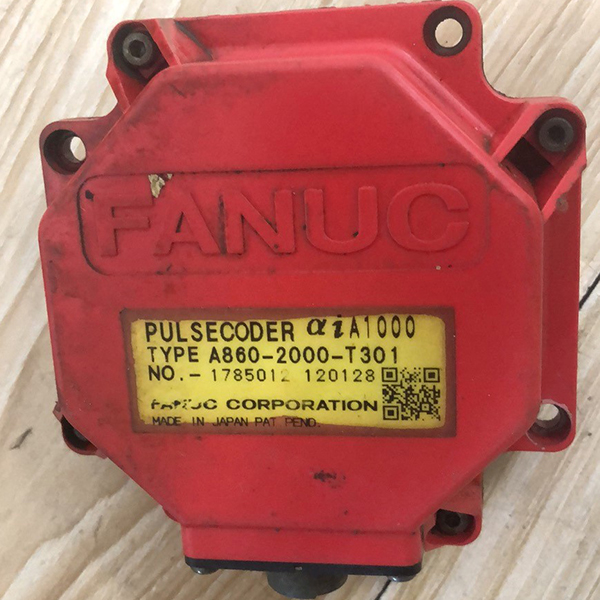 FANUC
PULSECODER αiA1000
TYPE A860-2000-T301
NO.- 1785012 120128
FANUC CORPORATION
MADE IN JAPAN PAT PEND.